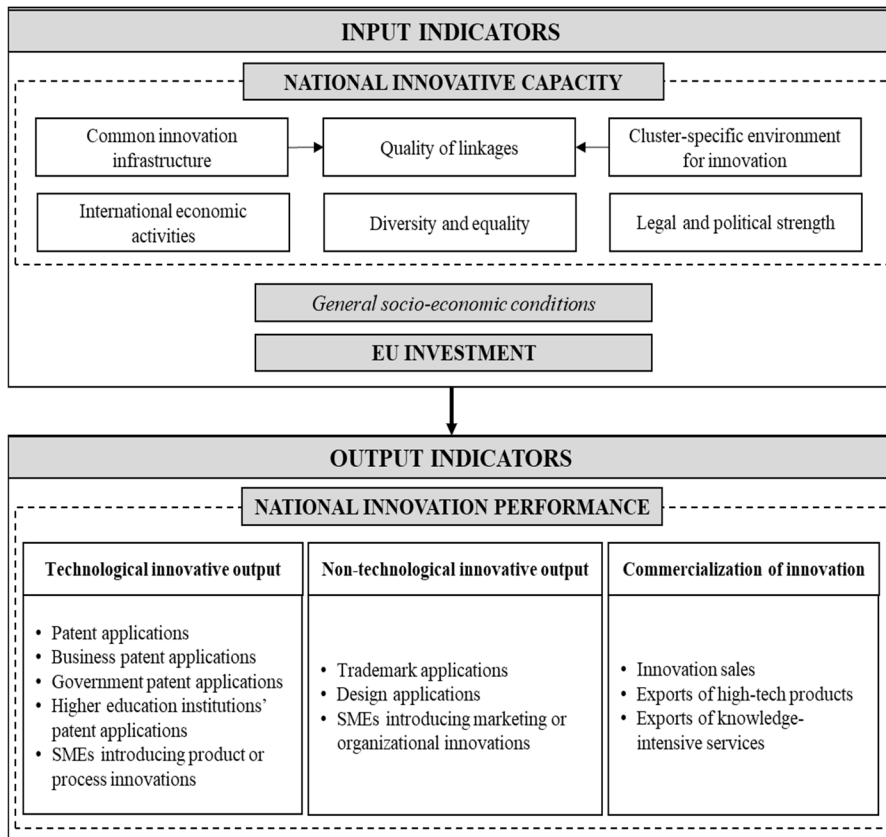 INPUT INDICATORS
NATIONAL INNOVATIVE CAPACITY
Common innovation
infrastructure
Quality of linkages
Cluster-specific environment
for innovation
International economic
activities
Diversity and equality
Legal and political strength
General socio-economic conditions
EU INVESTMENT
OUTPUT INDICATORS
NATIONAL INNOVATION PERFORMANCE
Technological innovative output
• Patent applications
• Business patent applications
• Government patent applications
• Higher education institutions’
patent applications
• SMEs introducing product or
process innovations
Non-technological innovative output
• Trademark applications
• Design applications
• SMEs introducing marketing or
organizational innovations
Commercialization of innovation
• Innovation sales
• Exports of high-tech products
• Exports of knowledge-
intensive services